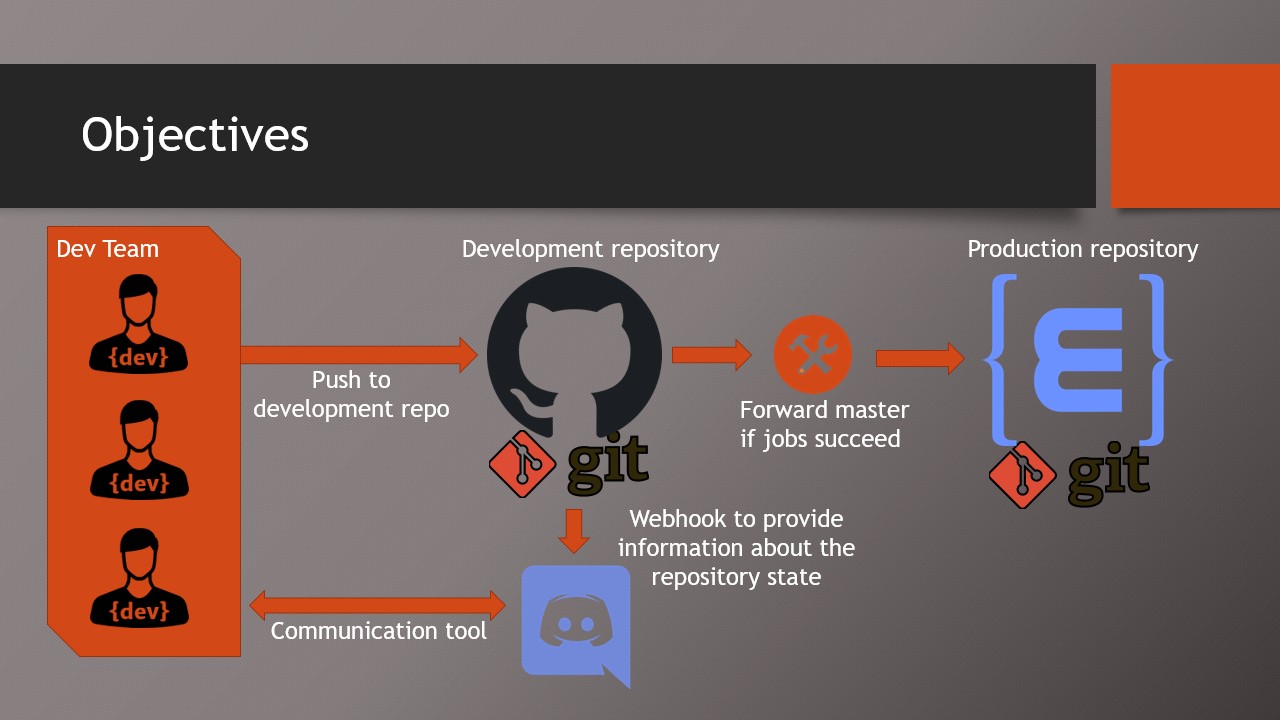 Objectives
Dev Team
{dev}
{dev}
{dev}
Push to
development repo
Development repository
git
Forward master
if jobs succeed
Production repository
git
Webhook to provide
information about the
repository state
Communication tool